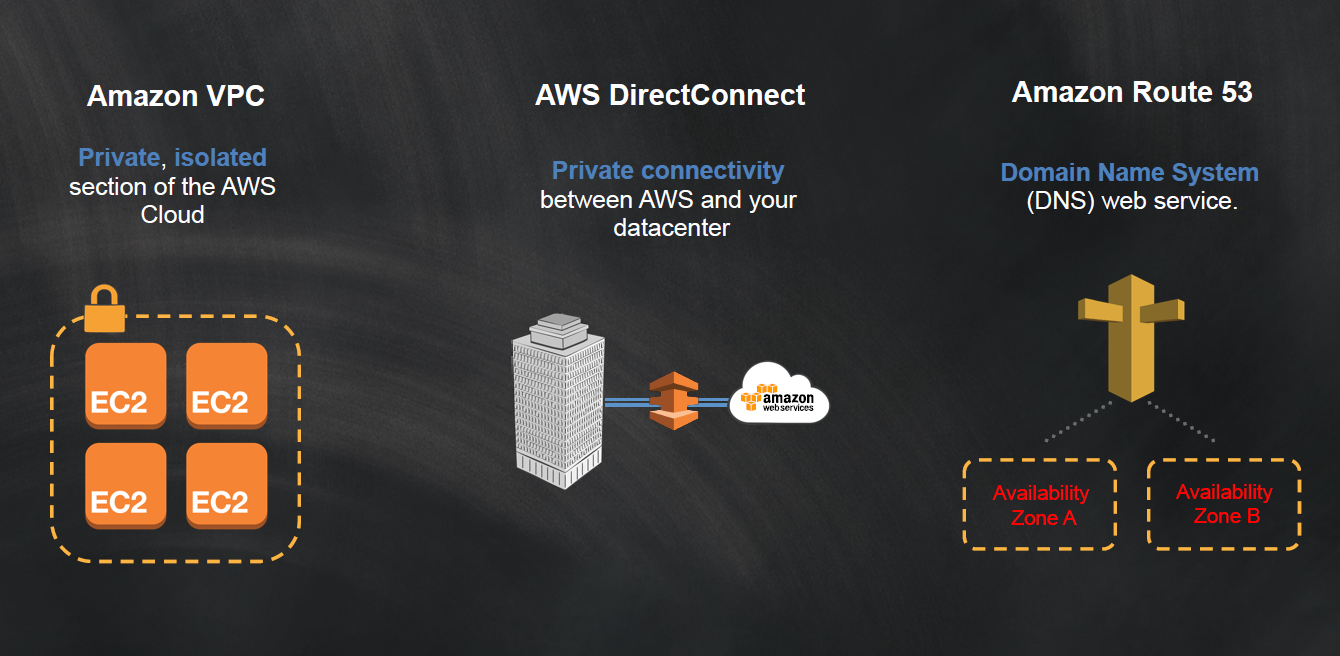 Amazon VPC
Private, isolated
section of the AWS
Cloud
EC2
EC2
EC2
EC2
AWS DirectConnect
Private connectivity
between AWS and your
datacenter
amazon
web services
Amazon Route 53
Domain Name System
(DNS) web service.
Availability
Zone A
Availability
Zone B